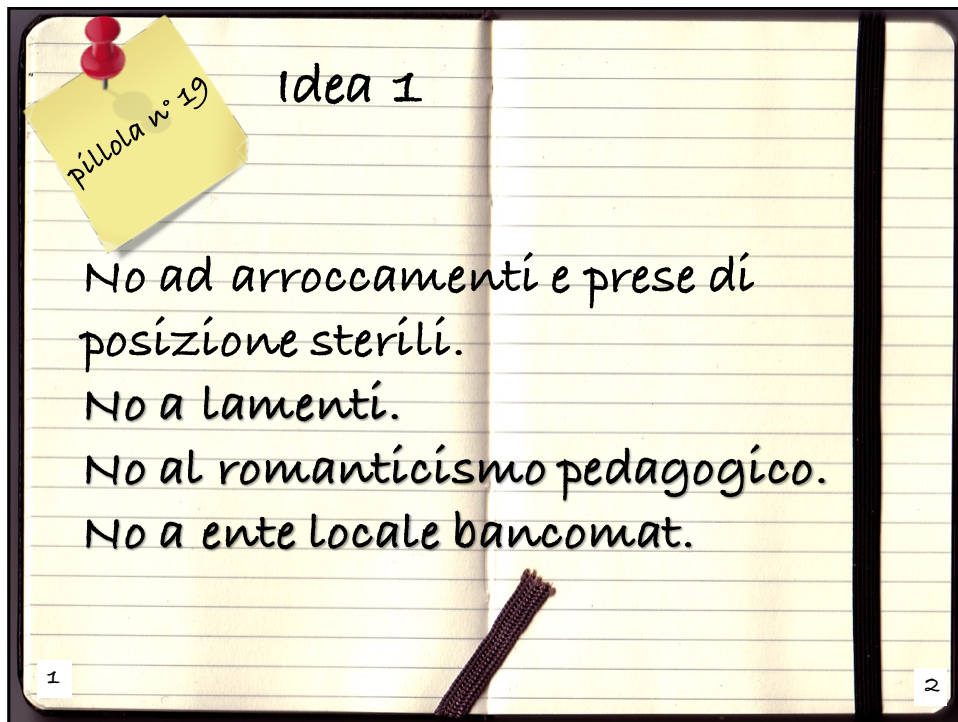 pillola n° 19
Idea 1
No ad arroccamenti e prese di
posizione sterili.
No a lamenti.
No al romanticismo pedagogico.
No a ente locale bancomat.
1
2